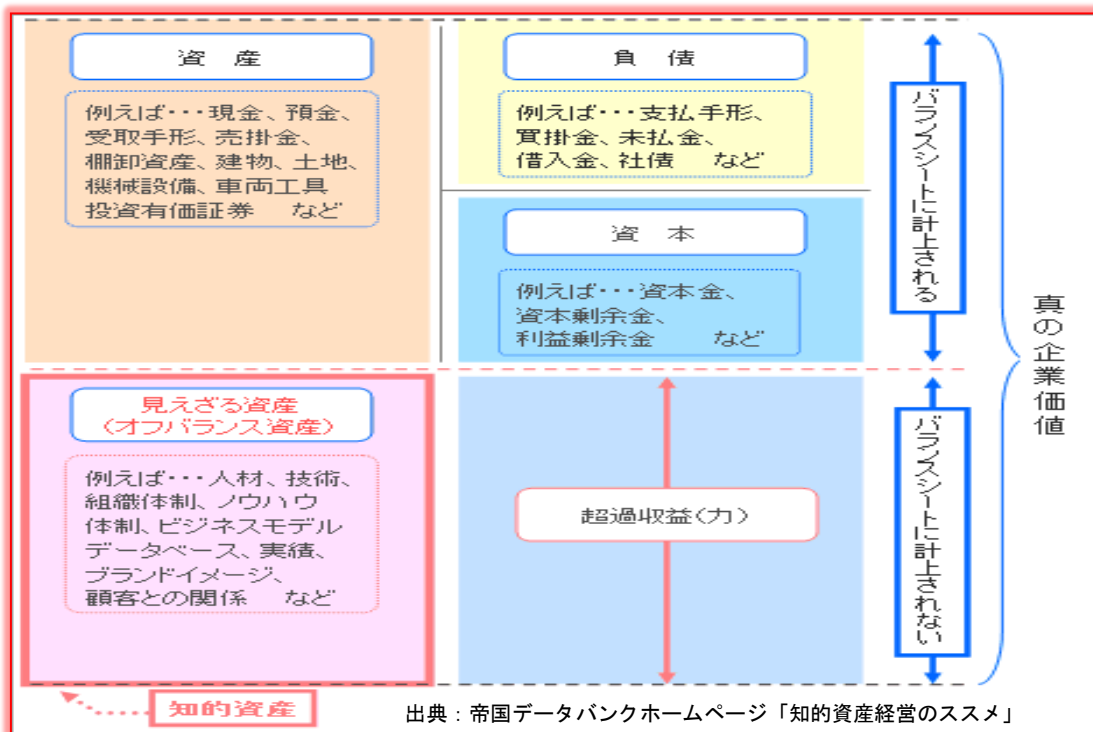 資 産
例えば・・・現金、預金、
受取手形、売掛金、
棚卸資産、建物、土地、
機械設備、車両工具
投資有価証券 など
負 債
例えば・・・支払手形、
買掛金、未払金、
借入金、社債 など
資 本
例えば・・・資本金、
資本剰余金、
利益剰余金 など
バランスシートに計上される
見えざる資産
(オフバランス資産)
例えば・・・人材、技術、
組織体制、ノウハウ
体制、ビジネスモデル
データベース、実績、
ブランドイメージ、
顧客との関係 など
超過収益(力)
バランスシートに計上されない
真の企業価値
知的資産
出典：帝国データバンクホームページ「知的資産経営のススメ」